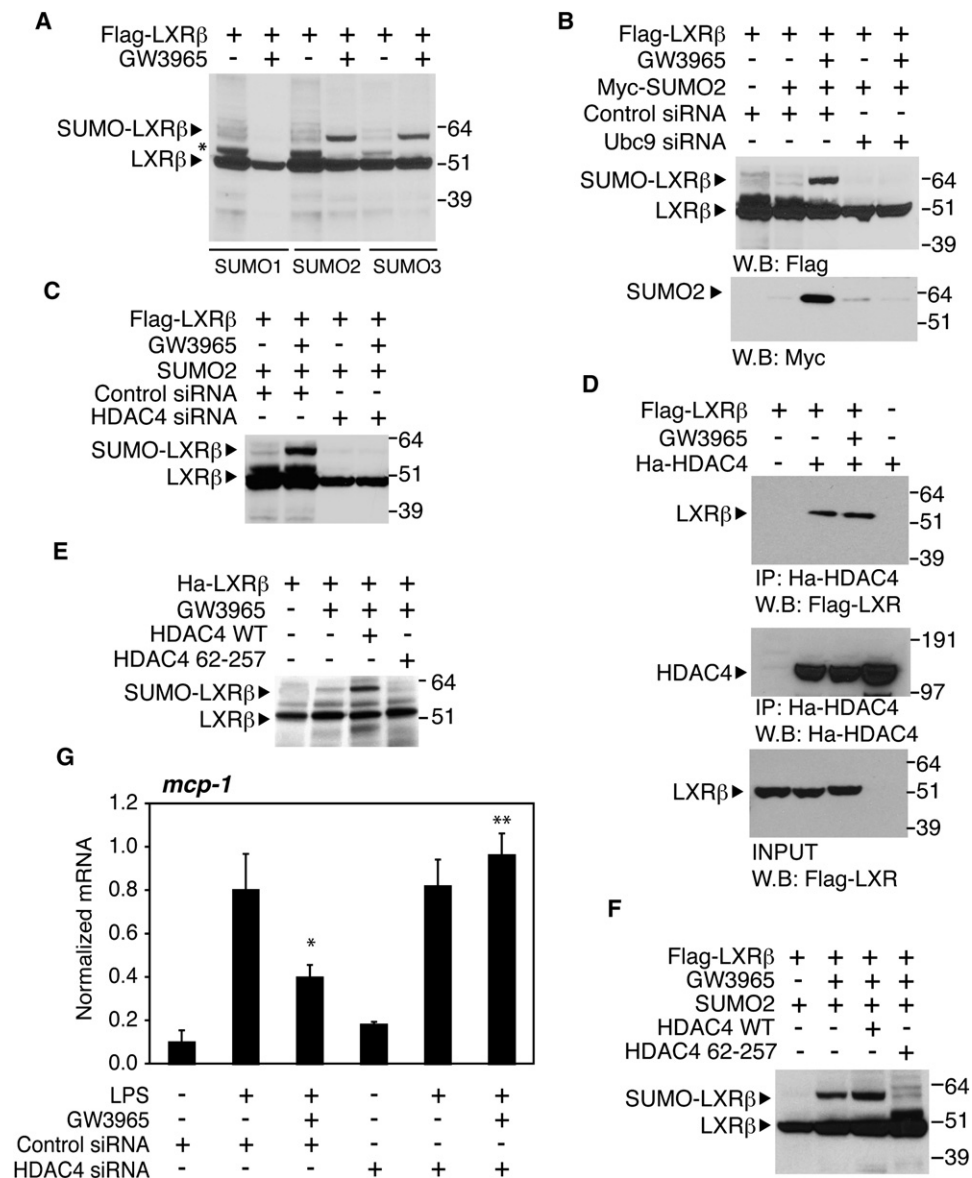 A
Flag-LXRβ + + + + + +
GW3965 - + - + - +
SUMO-LXRβ
*
LXRβ
-64
-51
-39
SUMO1 SUMO2 SUMO3
B
Flag-LXRβ + + + + +
GW3965 - - + - +
Myc-SUMO2 - + + + +
Control siRNA + + + - -
Ubc9 siRNA - - - + +
SUMO-LXRβ
LXRβ
-64
-51
-39
W.B: Flag
SUMO2
-64
-51
W.B: Myc
C
Flag-LXRβ + + + +
GW3965 - + - +
SUMO2 + + + +
Control siRNA + + - -
HDAC4 siRNA - - + +
SUMO-LXRβ
LXRβ
-64
-51
-39
D
Flag-LXRβ + + + -
GW3965 - - + -
Ha-HDAC4 - + + +
LXRβ
-64
-51
-39
IP: Ha-HDAC4
W.B: Flag-LXR
HDAC4
-191
-97
IP: Ha-HDAC4
W.B: Ha-HDAC4
LXRβ
-64
-51
-39
INPUT
W.B: Flag-LXR
E
Ha-LXRβ + + + +
GW3965 - + + +
HDAC4 WT - - + -
HDAC4 62-257 - - - +
SUMO-LXRβ
LXRβ
-64
-51
G
mcp-1
Normalized mRNA
1.2
1.0
0.8
0.6
0.4
0.2
0.0
*
**
LPS - + + - + +
GW3965 - - + - - +
Control siRNA + + + - - -
HDAC4 siRNA - - - + + +
F
Flag-LXRβ + + + +
GW3965 - + + +
SUMO2 + + + +
HDAC4 WT - - + -
HDAC4 62-257 - - - +
SUMO-LXRβ
LXRβ
-64
-51
-39